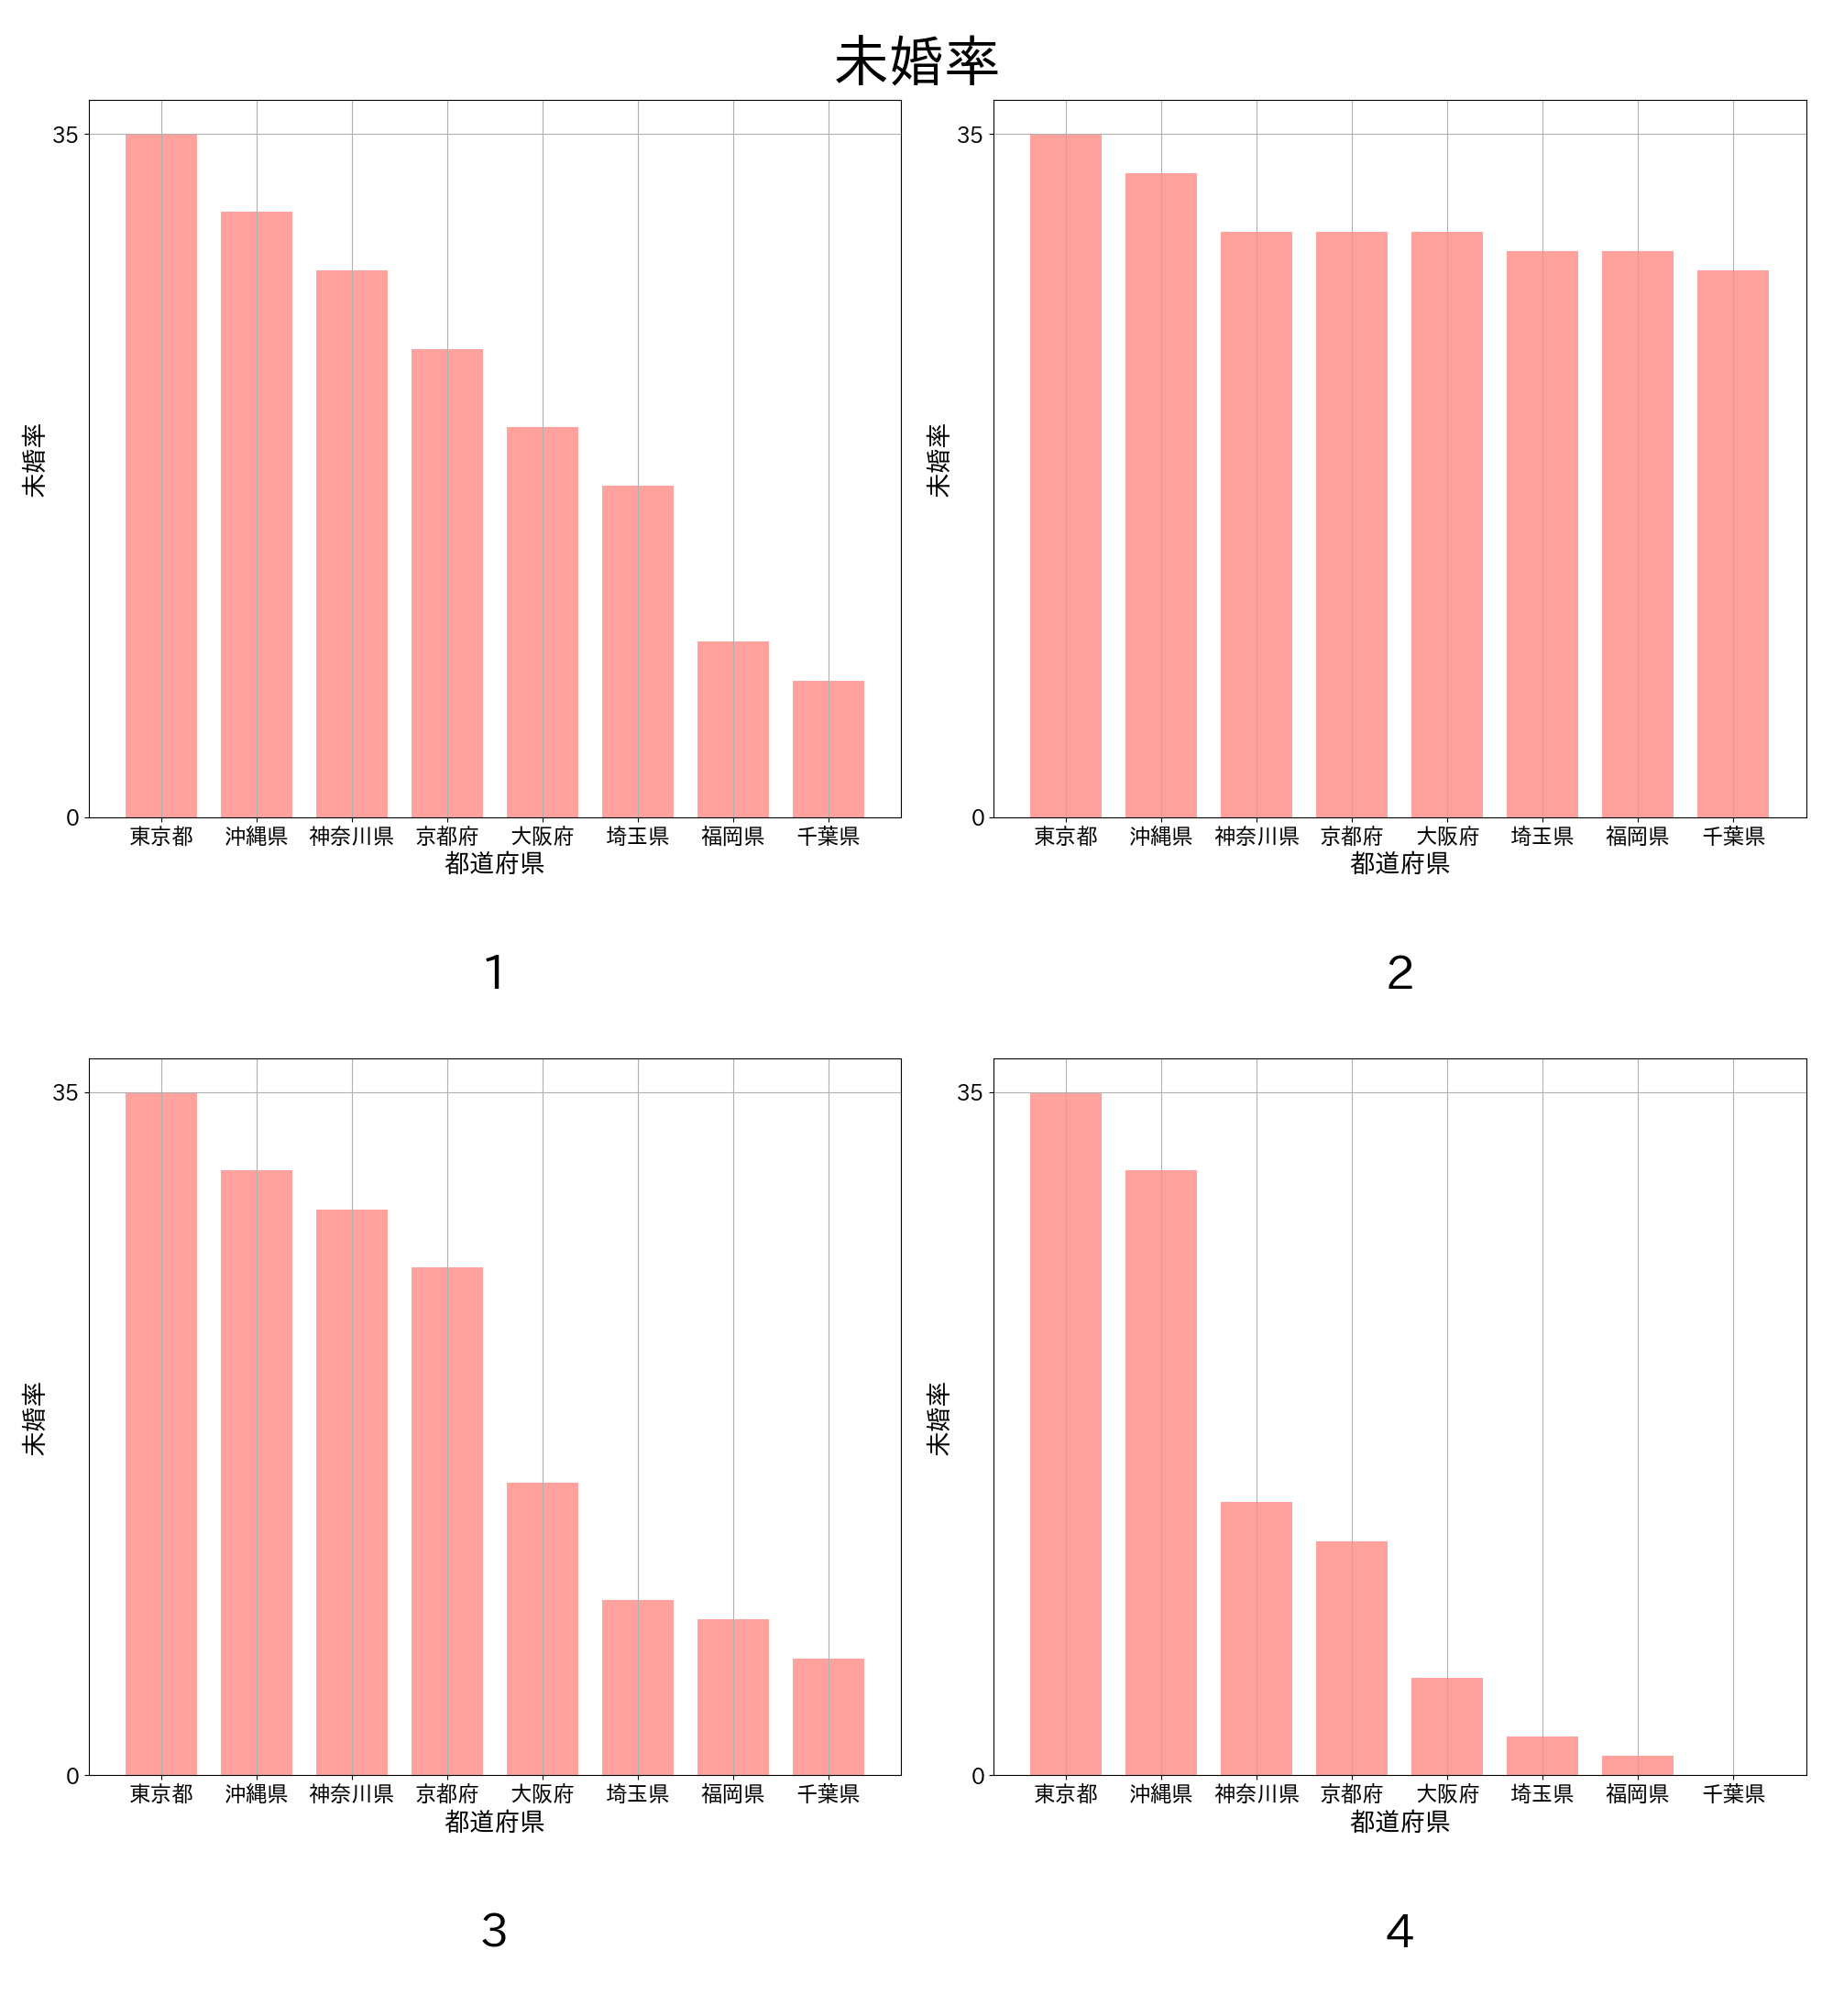 未婚率
35
0
未婚率
東京都 沖縄県 神奈川県 京都府 大阪府 埼玉県 福岡県 千葉県
都道府県
1
35
0
未婚率
東京都 沖縄県 神奈川県 京都府 大阪府 埼玉県 福岡県 千葉県
都道府県
2
35
0
未婚率
東京都 沖縄県 神奈川県 京都府 大阪府 埼玉県 福岡県 千葉県
都道府県
3
35
0
未婚率
東京都 沖縄県 神奈川県 京都府 大阪府 埼玉県 福岡県 千葉県
都道府県
4